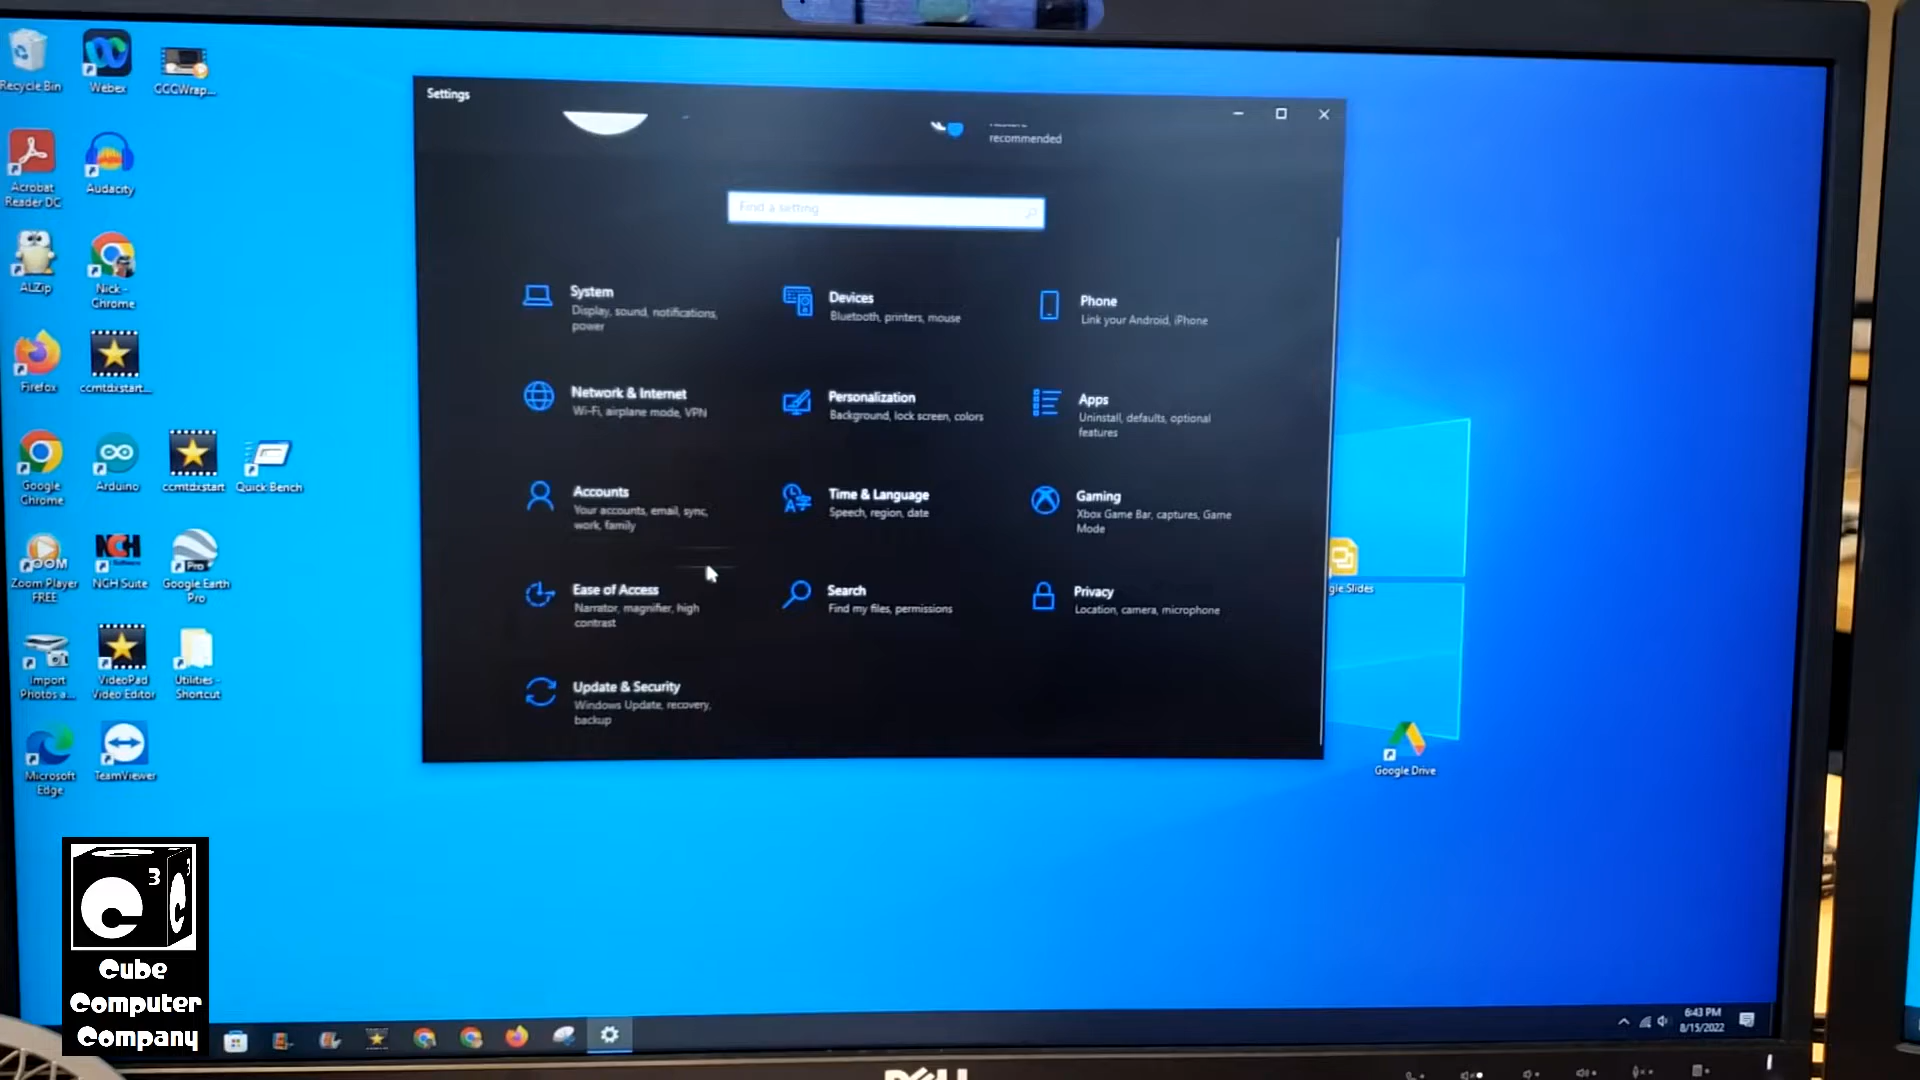 Recycle Bin
Webex
CCCWrap...
Acrobat
Reader DC
Audacity
ALZip
Nick -
Chrome
Firefox
ccmtdxstart...
Google
Chrome
Arduino
ccmtdxstart
Quick Bench
Zoom Player
FREE
NCH Suite
Google Earth
Pro
Import
Photos a...
VideoPad
Video Editor
Utilities -
Shortcut
Microsoft
Edge
TeamViewer
Settings
recommended
Find a setting
System
Display, sound, notifications,
power
Devices
Bluetooth, printers, mouse
Phone
Link your Android, iPhone
Network & Internet
Wi-Fi, airplane mode, VPN
Personalization
Background, lock screen, colors
Apps
Uninstall, defaults, optional
features
Accounts
Your accounts, email, sync,
work, family
Time & Language
Speech, region, date
Gaming
Xbox Game Bar, captures, Game
Mode
Ease of Access
Narrator, magnifier, high
contrast
Search
Find my files, permissions
Privacy
Location, camera, microphone
Update & Security
Windows Update, recovery,
backup
gle Slides
Google Drive
C 3 C 3
Cube
Computer
Company
6:43 PM
8/15/2022
DELL